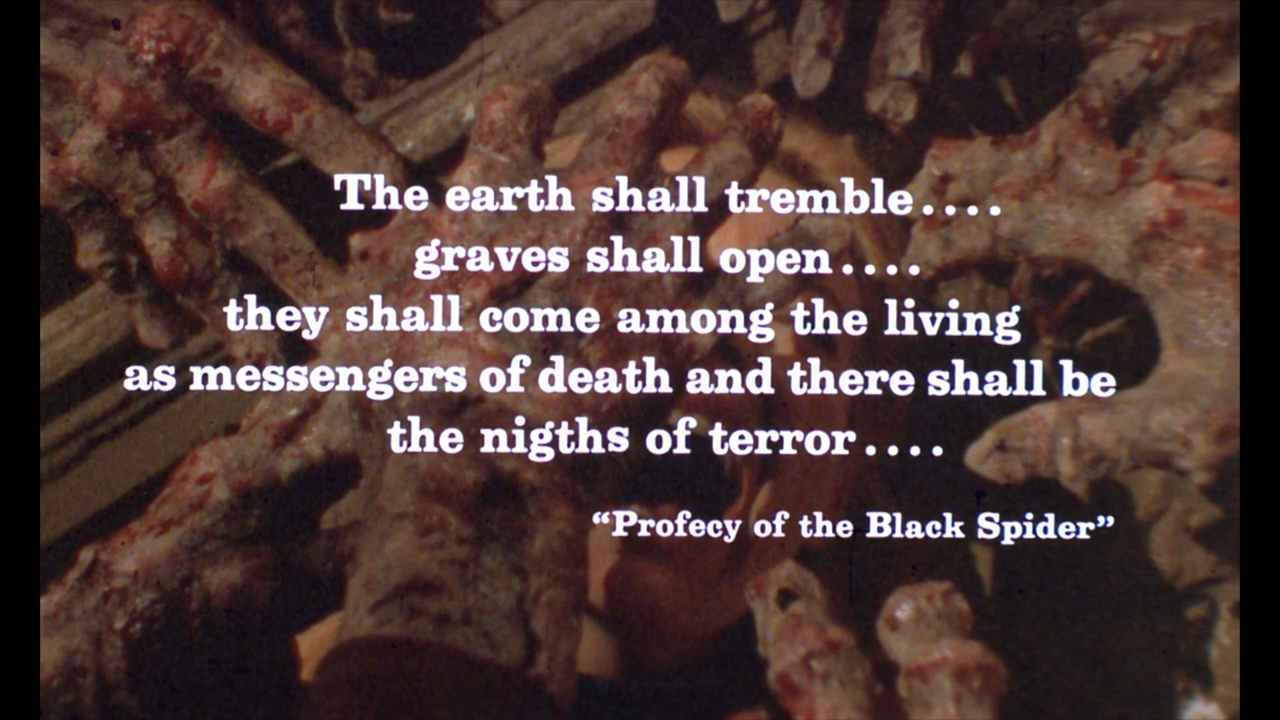 The earth shall tremble....
graves shall open....
they shall come among the living
as messengers of death and there shall be
the nigths of terror....
“Profecy of the Black Spider”